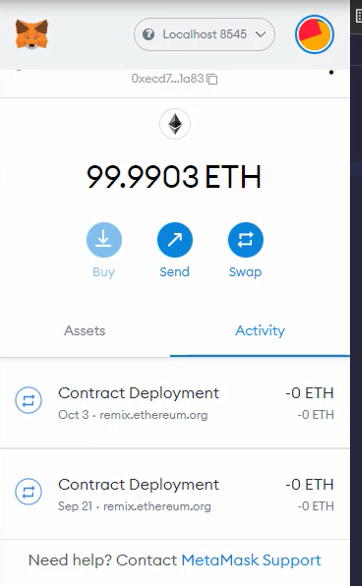 Localhost 8545
0xecd7...1a83
99.9903 ETH
Buy Send Swap
Assets Activity
Contract Deployment -0 ETH
Oct 3 · remix.ethereum.org -0 ETH
Contract Deployment -0 ETH
Sep 21 · remix.ethereum.org -0 ETH
Need help? Contact MetaMask Support